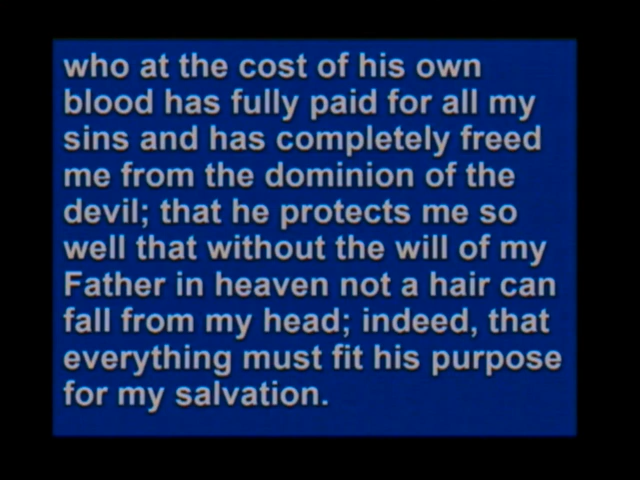 who at the cost of his own
blood has fully paid for all my
sins and has completely freed
me from the dominion of the
devil; that he protects me so
well that without the will of my
Father in heaven not a hair can
fall from my head; indeed, that
everything must fit his purpose
for my salvation.